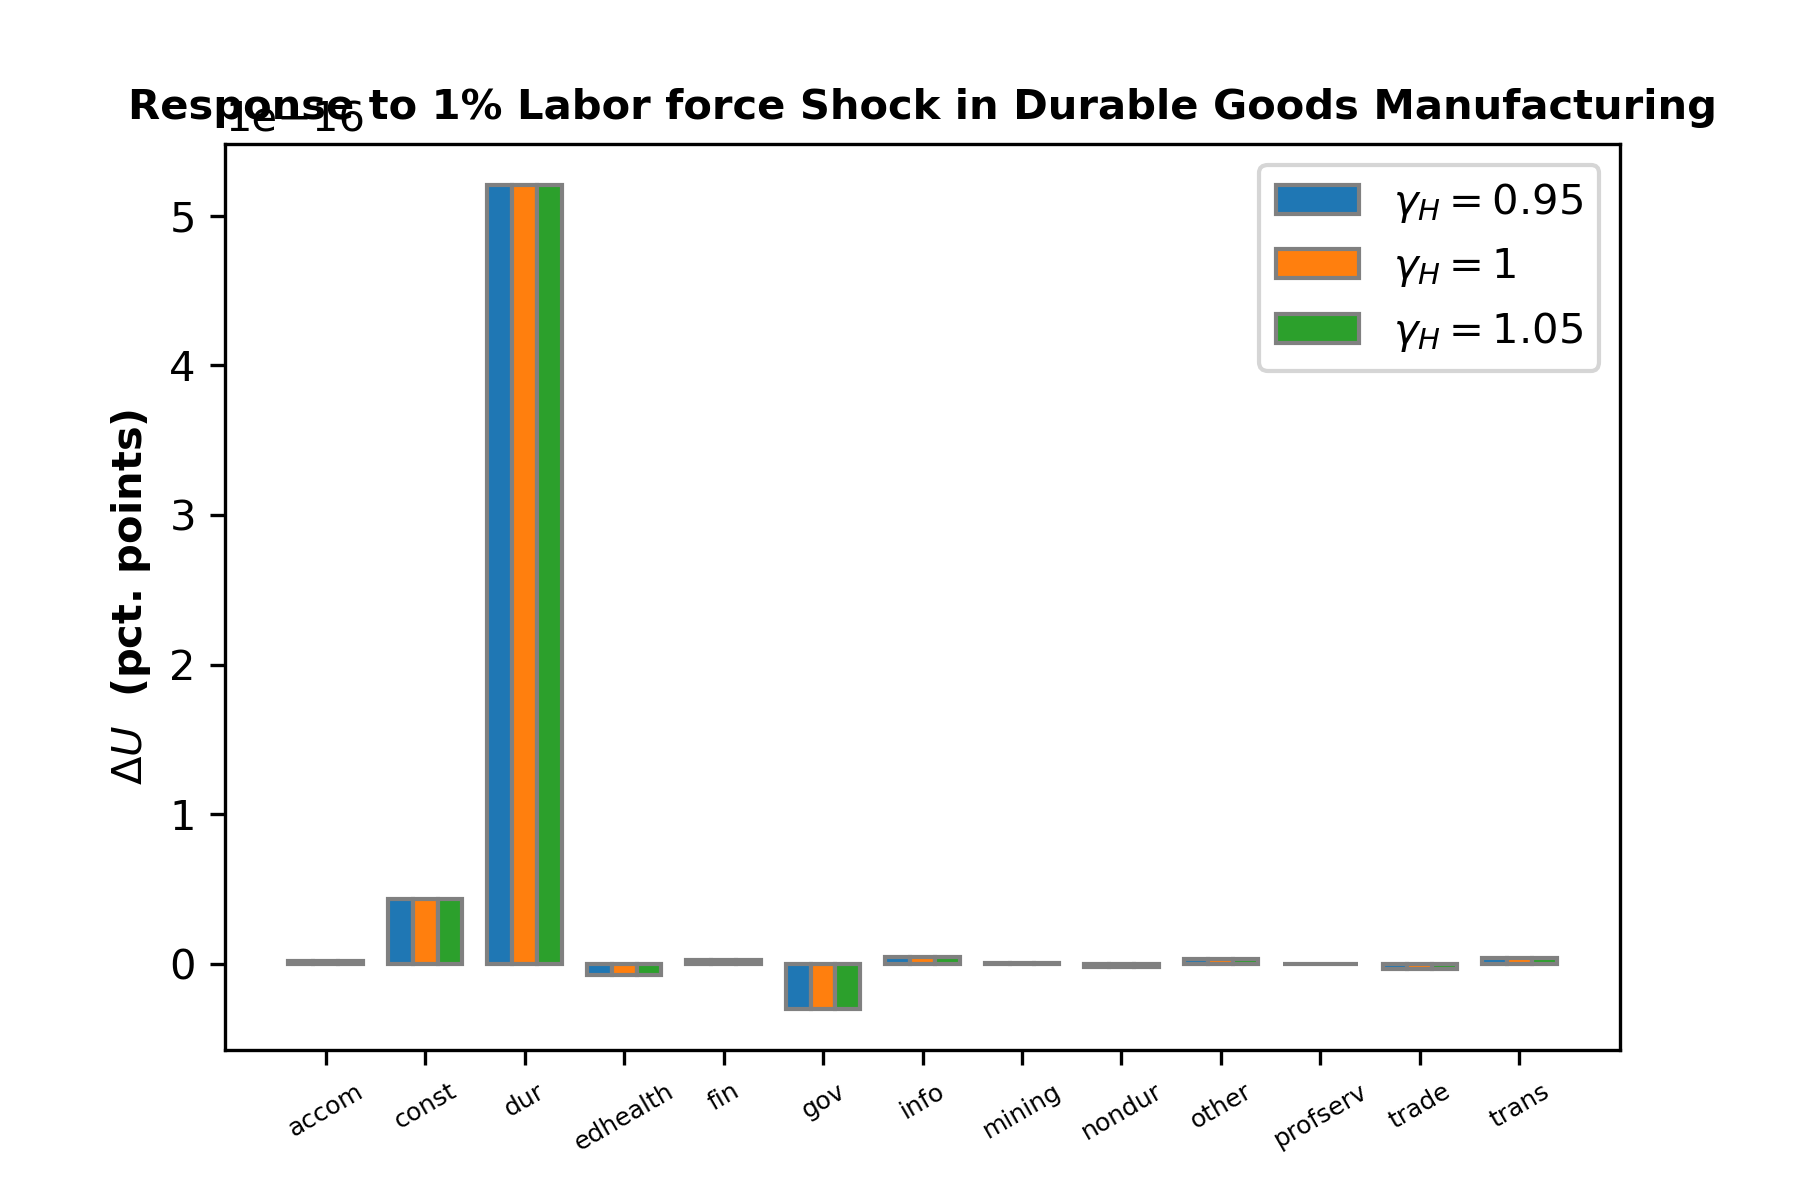 Response to 1% Labor force Shock in Durable Goods Manufacturing
1e−16
γH = 0.95
γH = 1
γH = 1.05
ΔU (pct. points)
5
4
3
2
1
0
accom
const
dur
edhealth
fin
gov
info
mining
nondur
other
profserv
trade
trans